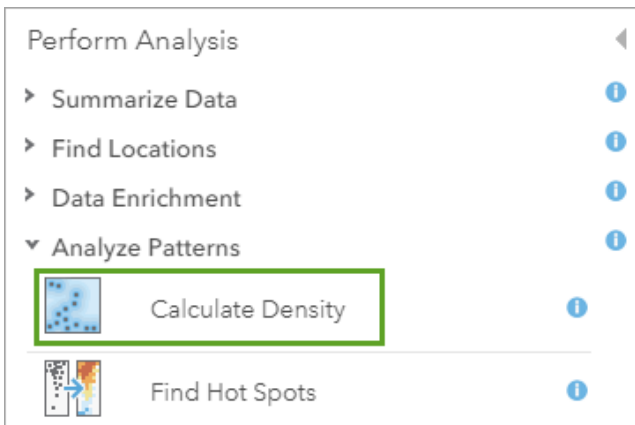 Perform Analysis
Summarize Data
Find Locations
Data Enrichment
Analyze Patterns
Calculate Density
Find Hot Spots